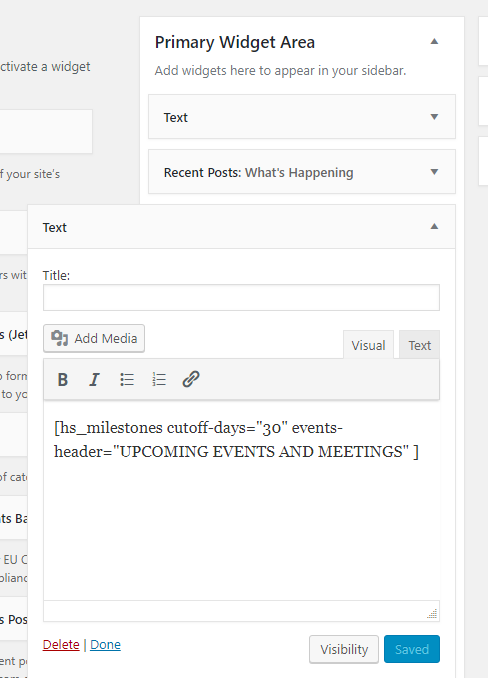 Primary Widget Area
ctivate a widget
Add widgets here to appear in your sidebar.
Text
f your site's
Recent Posts: What's Happening
Text
rs wit
Title:
s (Jet
Add Media
Visual
Text
o form
to you
[hs_milestones cutoff-days="30" events-
header="UPCOMING EVENTS AND MEETINGS" ]
of cate
ts Ba
EU C
plianc
s Pos
Delete | Done
Visibility
Saved
ent po